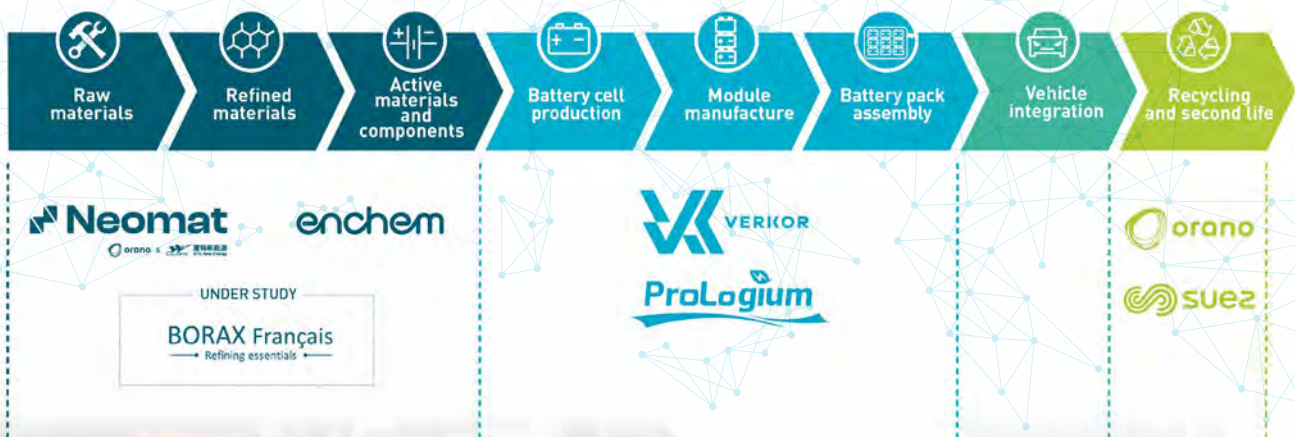 Raw
materials
Refined
materials
Active
materials
and
components
Battery cell
production
Module
manufacture
Battery pack
assembly
Vehicle
integration
Recycling
and second life
Neomat
orano &
enchem
UNDER STUDY
BORAX Français
Refining essentials
VERKOR
ProLogium
orano
suez